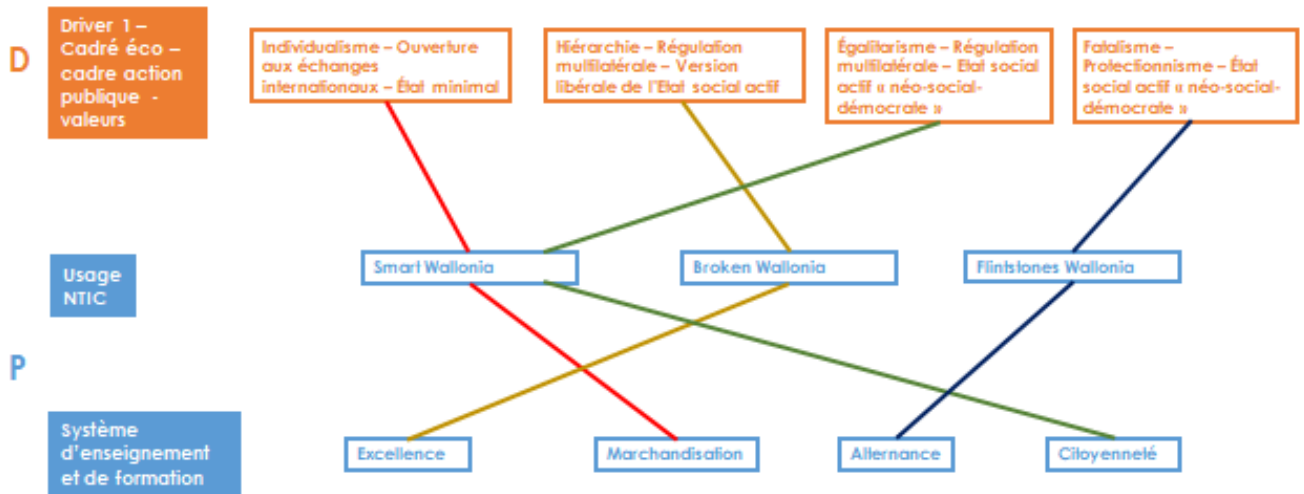 D
Driver 1 –
Cadré éco –
cadre action
publique -
valeurs
Individualisme – Ouverture
aux échanges
internationaux – État minimal
Hiérarchie – Régulation
multilatérale – Version
libérale de l'Etat social actif
Égalitarisme – Régulation
multilatérale – Etat social
actif « néo-social-
démocrate »
Fatalisme –
Protectionnisme – État
social actif « néo-social-
démocrate »
Usage
NTIC
Smart Wallonia
Broken Wallonia
Flintstones Wallonia
P
Système
d'enseignement
et de formation
Excellence
Marchandisation
Alternance
Citoyenneté